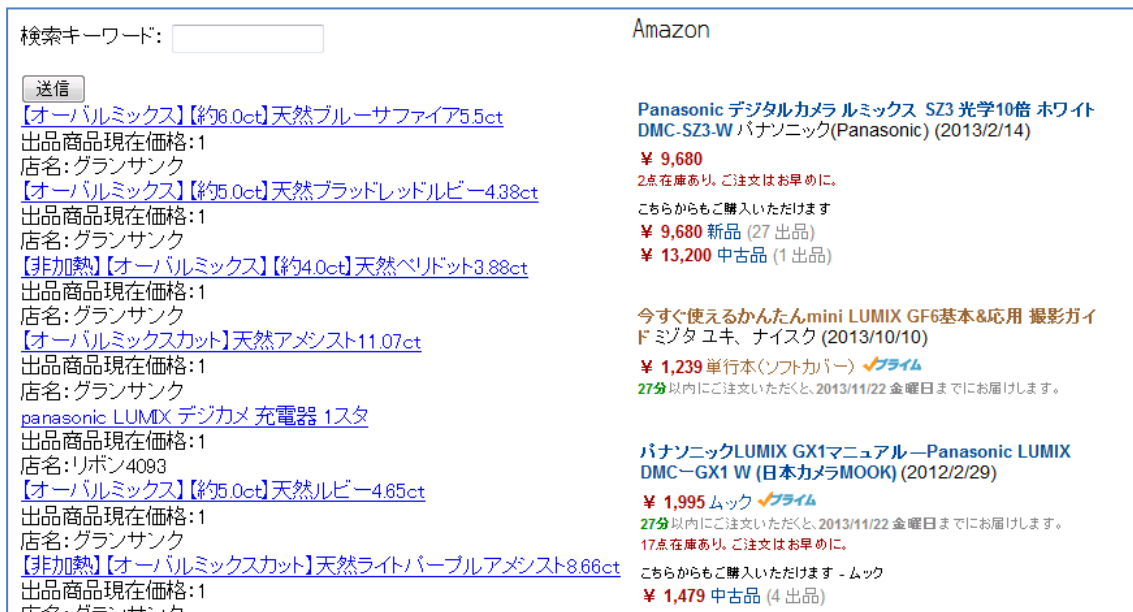 検索キーワード:
送信
【オーバルミックス】【約6.0ct】天然ブルーサファイア5.5ct
出品商品現在価格:1
店名:グランサンク
【オーバルミックス】【約5.0ct】天然ブラッドレッドルビー4.38ct
出品商品現在価格:1
店名:グランサンク
【非加熱】【オーバルミックス】【約4.0ct】天然ペリドット3.88ct
出品商品現在価格:1
店名:グランサンク
【オーバルミックスカット】天然アメシスト11.07ct
出品商品現在価格:1
店名:グランサンク
panasonic LUMIX デジカメ 充電器 1スタ
出品商品現在価格:1
店名:リボン4093
【オーバルミックス】【約5.0ct】天然ルビー4.65ct
出品商品現在価格:1
店名:グランサンク
【非加熱】【オーバルミックスカット】天然ライトパープルアメシスト8.66ct
出品商品現在価格:1
店名:グランサンク
Amazon
Panasonic デジタルカメラ ルミックス SZ3 光学10倍 ホワイト
DMC-SZ3-W パナソニック(Panasonic) (2013/2/14)
¥ 9,680
2点在庫あり。ご注文はお早めに。
こちらからもご購入いただけます
¥ 9,680 新品 (27 出品)
¥ 13,200 中古品 (1 出品)
今すぐ使えるかんたんmini LUMIX GF6基本&応用 撮影ガイ
ド ミゾタ ユキ、ナイスク (2013/10/10)
¥ 1,239 単行本(ソフトカバー) プライム
27分以内にご注文いただくと、2013/11/22 金曜日までにお届けします。
パナソニックLUMIX GX1マニュアル―Panasonic LUMIX
DMCーGX1 W (日本カメラMOOK) (2012/2/29)
¥ 1,995 ムック プライム
27分以内にご注文いただくと、2013/11/22 金曜日までにお届けします。
17点在庫あり。ご注文はお早めに。
こちらからもご購入いただけます - ムック
¥ 1,479 中古品 (4 出品)